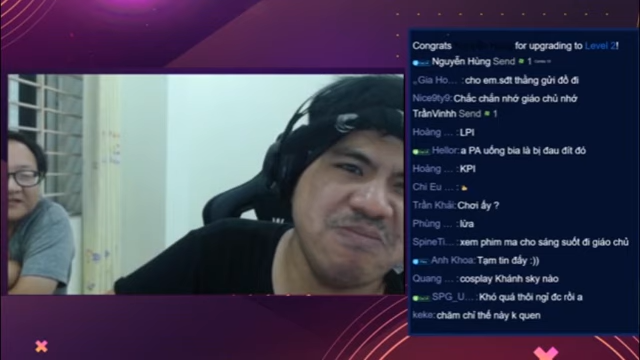 Congrats for upgrading to Level 2!
Nguyễn Hùng Send 1
Gia Ho... :cho em.sđt thằng gửi đồ đi
Nice9ty9: Chắc chắn nhớ giáo chủ nhớ
TrầnVinhh Send 1
Hoàng ... :LPI
Hellor: a PA uống bia là bị đau đít đó
Hoàng ... :KPI
Chi Eu ... :
Trần Khải: Chơi ấy ?
Phùng ... :lừa
SpineTi... :xem phim ma cho sáng suốt đi giáo chủ
Anh Khoa: Tạm tin đấy :))
Quang ... :cosplay Khánh sky nào
SPG_U... :Khó quá thôi nghỉ đc rồi a
keke: chăm chỉ thế này k quen